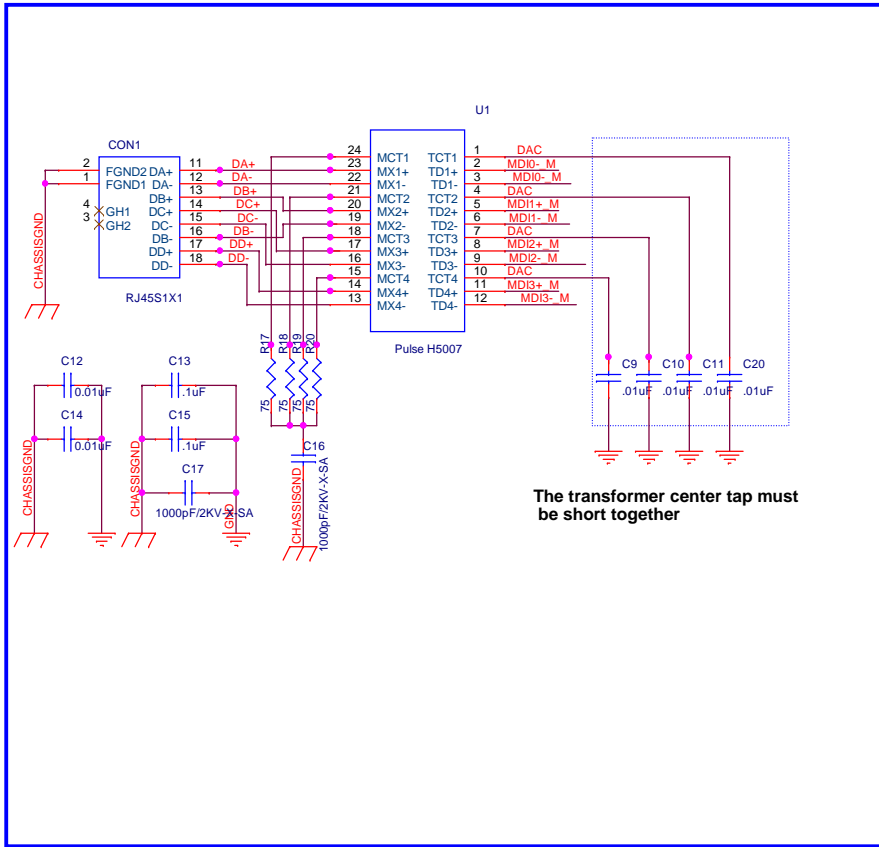 U1
CON1
2 FGND2 DA+ 11 DA+
1 FGND1 DA- 12 DA-
DB+ 13 DB+
4 GH1 DC+ 14 DC+
3 GH2 DC- 15 DC-
DB- 16 DB-
DD+ 17 DD+
DD- 18 DD-
RJ45S1X1
CHASSISGND
24 MCT1 TCT1 1 DAC
23 MX1+ TD1+ 2 MDI0-_M
22 MX1- TD1- 3 MDI0-_M
21 MCT2 TCT2 4 DAC
20 MX2+ TD2+ 5 MDI1+_M
19 MX2- TD2- 6 MDI1-_M
18 MCT3 TCT3 7 DAC
17 MX3+ TD3+ 8 MDI2+_M
16 MX3- TD3- 9 MDI2-_M
15 MCT4 TCT4 10 DAC
14 MX4+ TD4+ 11 MDI3+_M
13 MX4- TD4- 12 MDI3-_M
Pulse H5007
R17 R18 R19 R20
75 75 75 75
C9 C10 C11 C20
.01uF .01uF .01uF .01uF
C12
0.01uF
C14
0.01uF
CHASSISGND
C13
.1uF
C15
.1uF
C17
1000pF/2KV-X-SA
CHASSISGND
GND
C16
1000pF/2KV-X-SA
CHASSISGND
The transformer center tap must
be short together